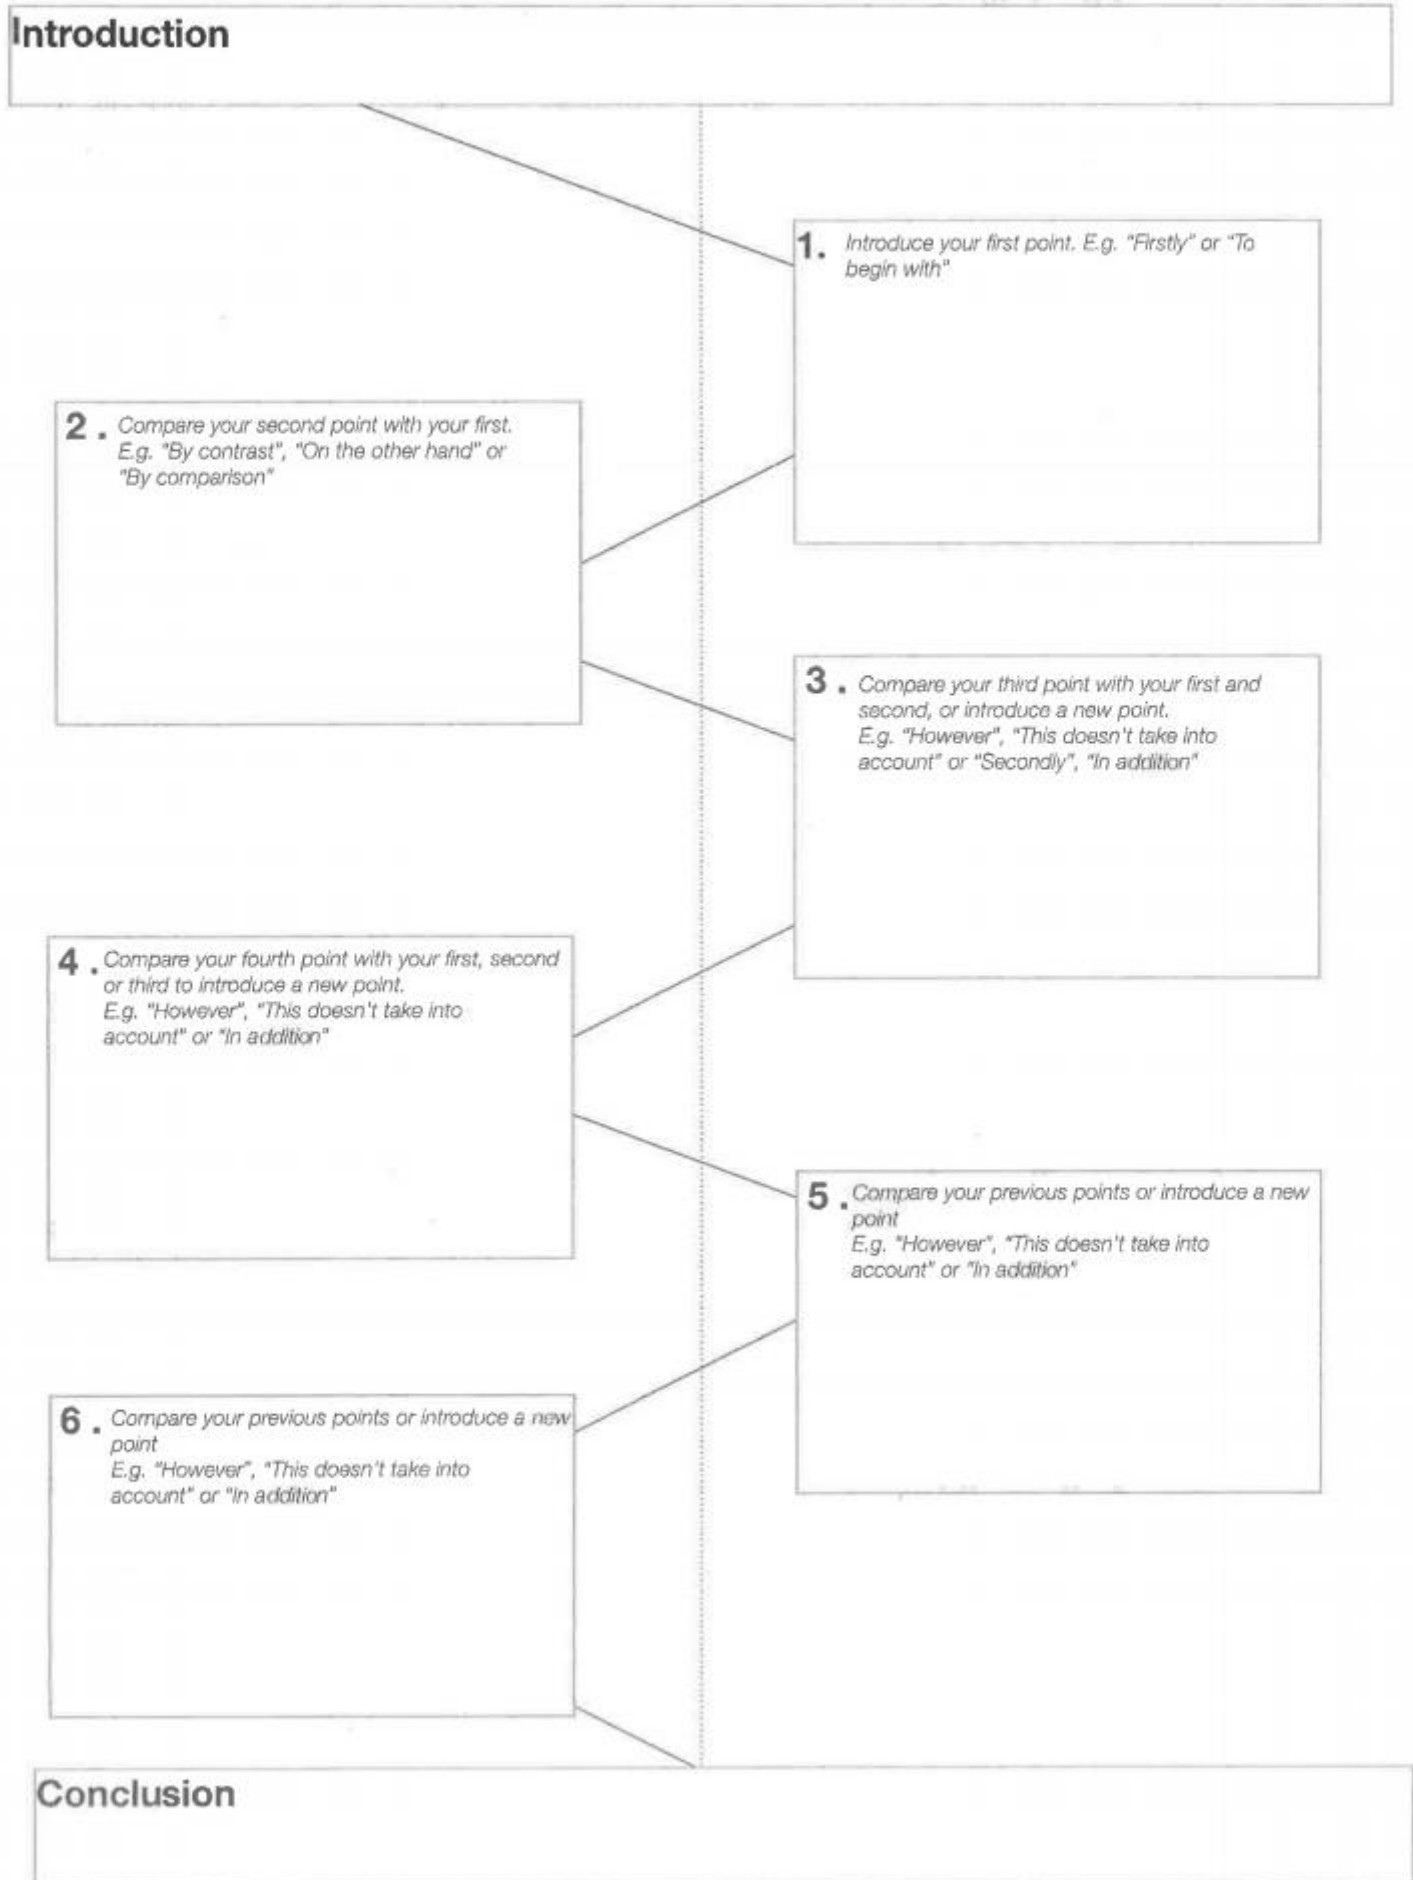 Introduction
1. Introduce your first point. E.g. "Firstly" or "To
begin with"
2. Compare your second point with your first.
E.g. "By contrast", "On the other hand" or
"By comparison"
3. Compare your third point with your first and
second, or introduce a new point.
E.g. "However", "This doesn't take into
account" or "Secondly", "In addition"
4. Compare your fourth point with your first, second
or third to introduce a new point.
E.g. "However", "This doesn't take into
account" or "In addition"
5. Compare your previous points or introduce a new
point
E.g. "However", "This doesn't take into
account" or "In addition"
6. Compare your previous points or introduce a new
point
E.g. "However", "This doesn't take into
account" or "In addition"
Conclusion